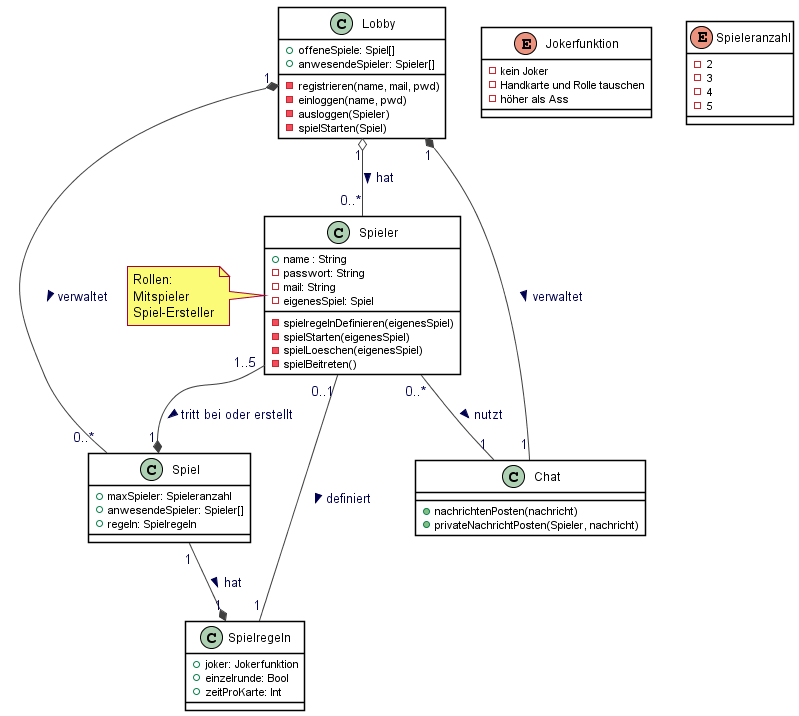 C Lobby
offeneSpiele: Spiel[]
anwesendeSpieler: Spieler[]
registrieren(name, mail, pwd)
einloggen(name, pwd)
ausloggen(Spieler)
spielStarten(Spiel)
E Jokerfunktion
kein Joker
Handkarte und Rolle tauschen
höher als Ass
E Spieleranzahl
2
3
4
5
1
1
1
hat
0..*
C Spieler
name : String
passwort: String
mail: String
eigenesSpiel: Spiel
spielregelnDefinieren(eigenesSpiel)
spielStarten(eigenesSpiel)
spielLoeschen(eigenesSpiel)
spielBeitreten()
Rollen:
Mitspieler
Spiel-Ersteller
verwaltet
verwaltet
1..5
0..1
0..*
tritt bei oder erstellt
nutzt
0..*
1
1
1
C Spiel
maxSpieler: Spieleranzahl
anwesendeSpieler: Spieler[]
regeln: Spielregeln
C Chat
nachrichtenPosten(nachricht)
privateNachrichtPosten(Spieler, nachricht)
definiert
1
hat
1
1
C Spielregeln
joker: Jokerfunktion
einzelrunde: Bool
zeitProKarte: Int